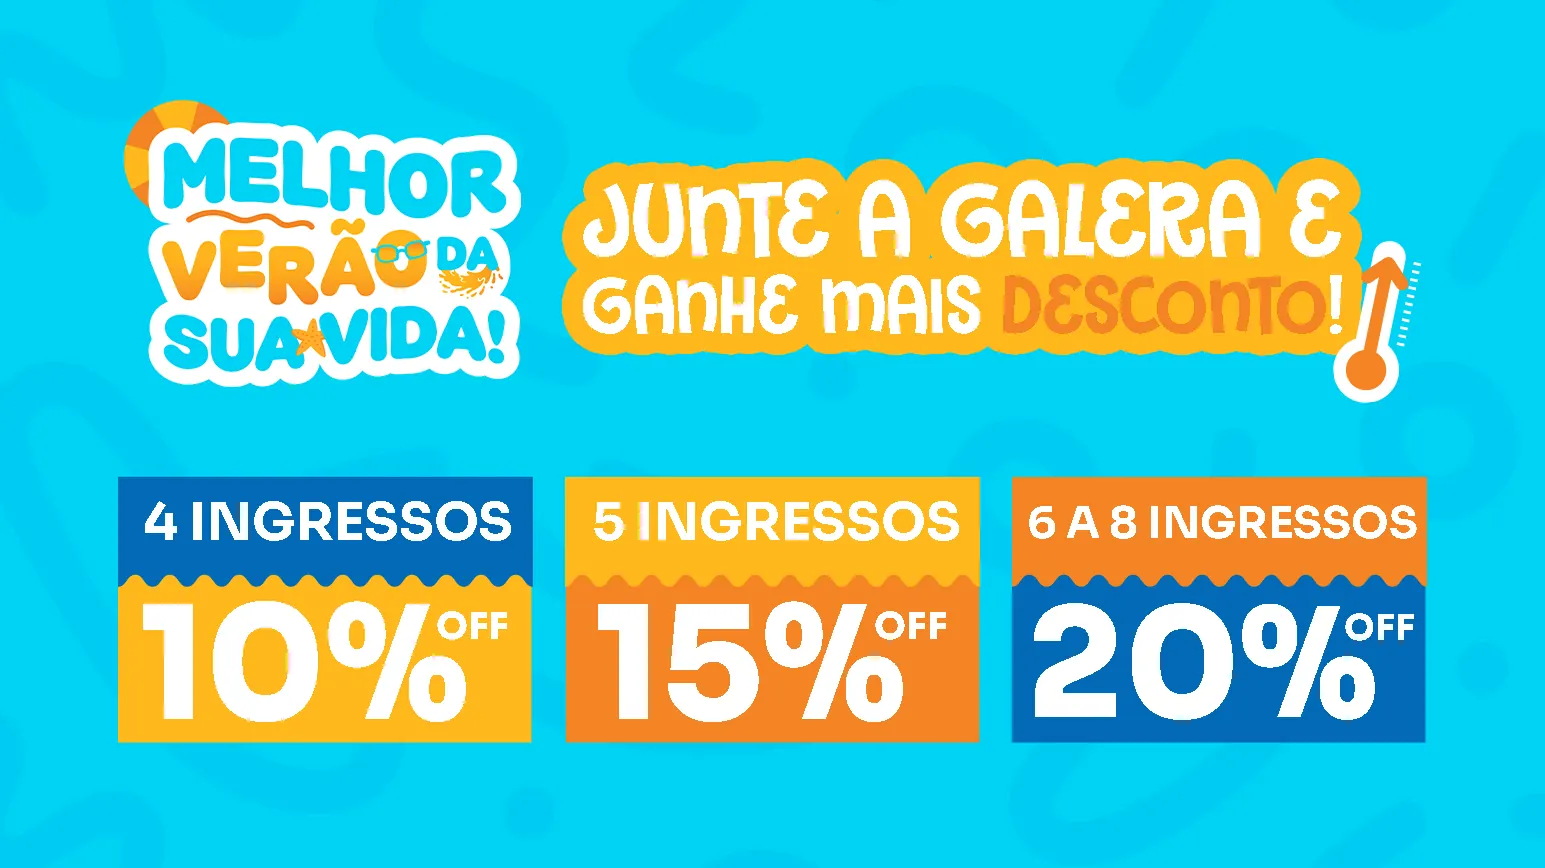 MELHOR
VERÃO DA
SUA VIDA!
JUNTE A GALERA E
GANHE MAIS DESCONTO!
4 INGRESSOS
10% OFF
5 INGRESSOS
15% OFF
6 A 8 INGRESSOS
20% OFF